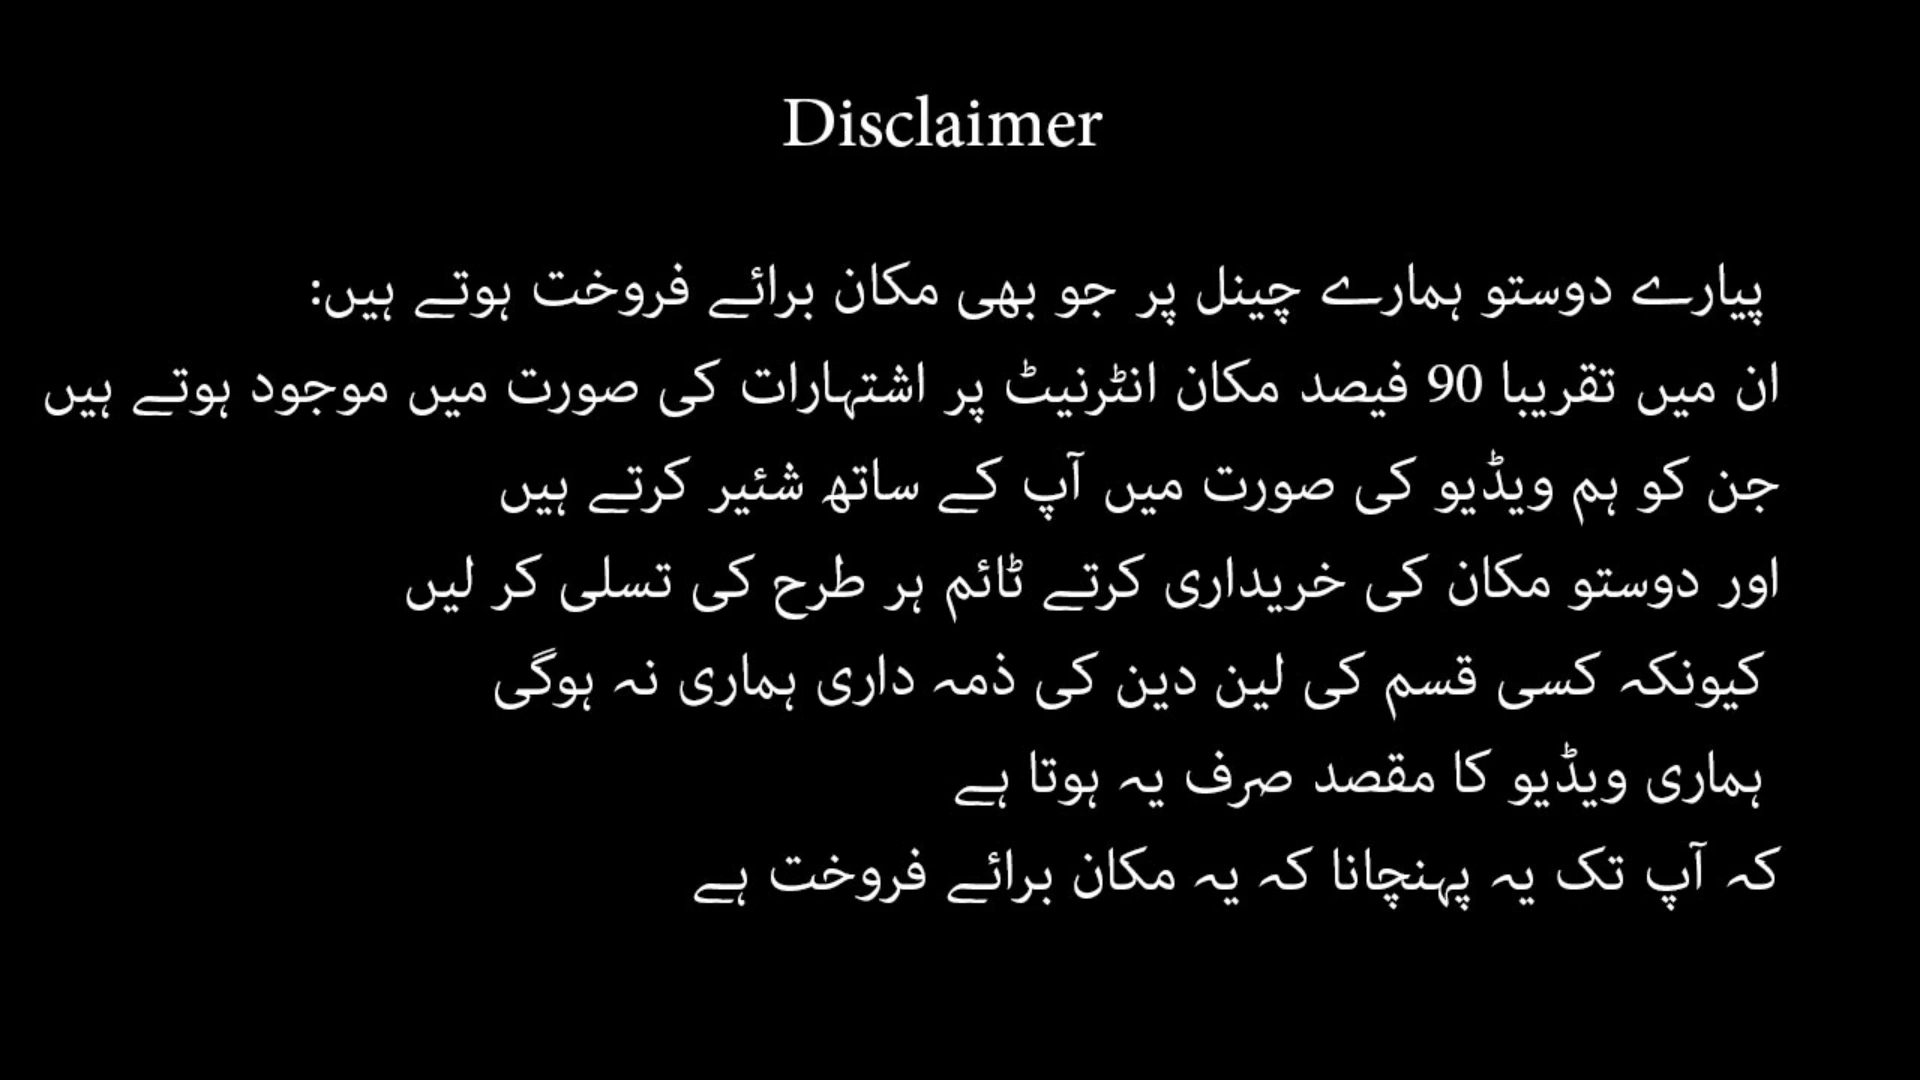 Disclaimer
پیارے دوستو ہمارے چینل پر جو بھی مکان برائے فروخت ہوتے ہیں:
ان میں تقریبا 90 فیصد مکان انٹرنیٹ پر اشتہارات کی صورت میں موجود ہوتے ہیں
جن کو ہم ویڈیو کی صورت میں آپ کے ساتھ شئیر کرتے ہیں
اور دوستو مکان کی خریداری کرتے ٹائم ہر طرح کی تسلی کر لیں
کیونکہ کسی قسم کی لین دین کی ذمہ داری ہماری نہ ہوگی
ہماری ویڈیو کا مقصد صرف یہ ہوتا ہے
کہ آپ تک یہ پہنچانا کہ یہ مکان برائے فروخت ہے